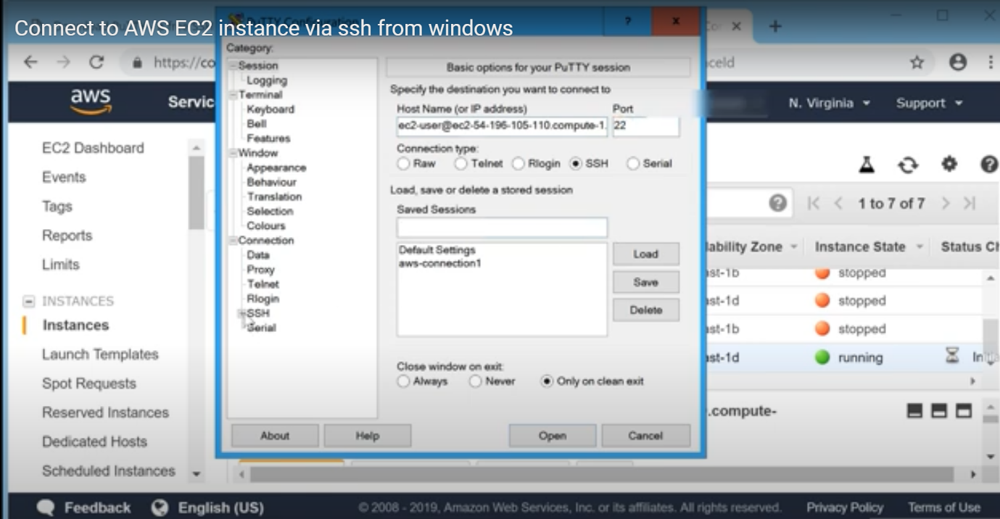 Connect to AWS EC2 instance via ssh from windows
? x
Category:
https://co
celd
aws
Servic
N. Virginia
Support
EC2 Dashboard
Events
Tags
Reports
Limits
INSTANCES
Instances
Launch Templates
Spot Requests
Reserved Instances
Dedicated Hosts
Scheduled Instances
Session
Logging
Terminal
Keyboard
Bell
Features
Window
Appearance
Behaviour
Translation
Selection
Colours
Connection
Data
Proxy
Telnet
Rlogin
SSH
Serial
Basic options for your PuTTY session
Specify the destination you want to connect to
Host Name (or IP address) Port
ec2-user@ec2-54-196-105-110.compute-1. 22
Connection type:
Raw Telnet Rlogin SSH Serial
Load, save or delete a stored session
Saved Sessions
Default Settings
aws-connection1
Load
Save
Delete
Close window on exit:
Always Never Only on clean exit
About Help Open Cancel
1 to 7 of 7
lability Zone Instance State Status Ch
ast-1b stopped
ast-1d stopped
ast-1b stopped
ast-1d running
.compute-
Feedback English (US) © 2008 - 2019, Amazon Web Services, Inc. or its affiliates. All rights reserved. Privacy Policy Terms of Use